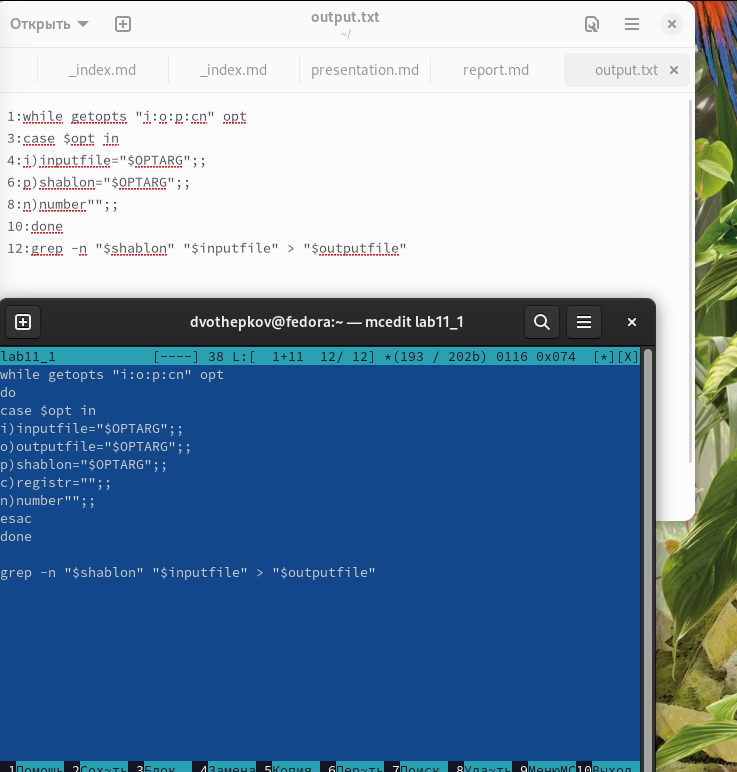 Открыть
output.txt
~/
_index.md
_index.md
presentation.md
report.md
output.txt
1:while getopts "i:o:p:cn" opt
3:case $opt in
4:i)inputfile="$OPTARG";;
6:p)shablon="$OPTARG";;
8:n)number"";;
10:done
12:grep -n "$shablon" "$inputfile" > "$outputfile"
dvothepkov@fedora:~ — mcedit lab11_1
lab11_1 [----] 38 L:[ 1+11 12/ 12] *(193 / 202b) 0116 0x074 [*][X]
while getopts "i:o:p:cn" opt
do
case $opt in
i)inputfile="$OPTARG";;
o)outputfile="$OPTARG";;
p)shablon="$OPTARG";;
c)registr="";;
n)number"";;
esac
done
grep -n "$shablon" "$inputfile" > "$outputfile"
1Помощь 2Сох~ть 3Блок 4Замена 5Копия 6Пер~ть 7Поиск 8Уда~ть 9МенюMC 10Выход